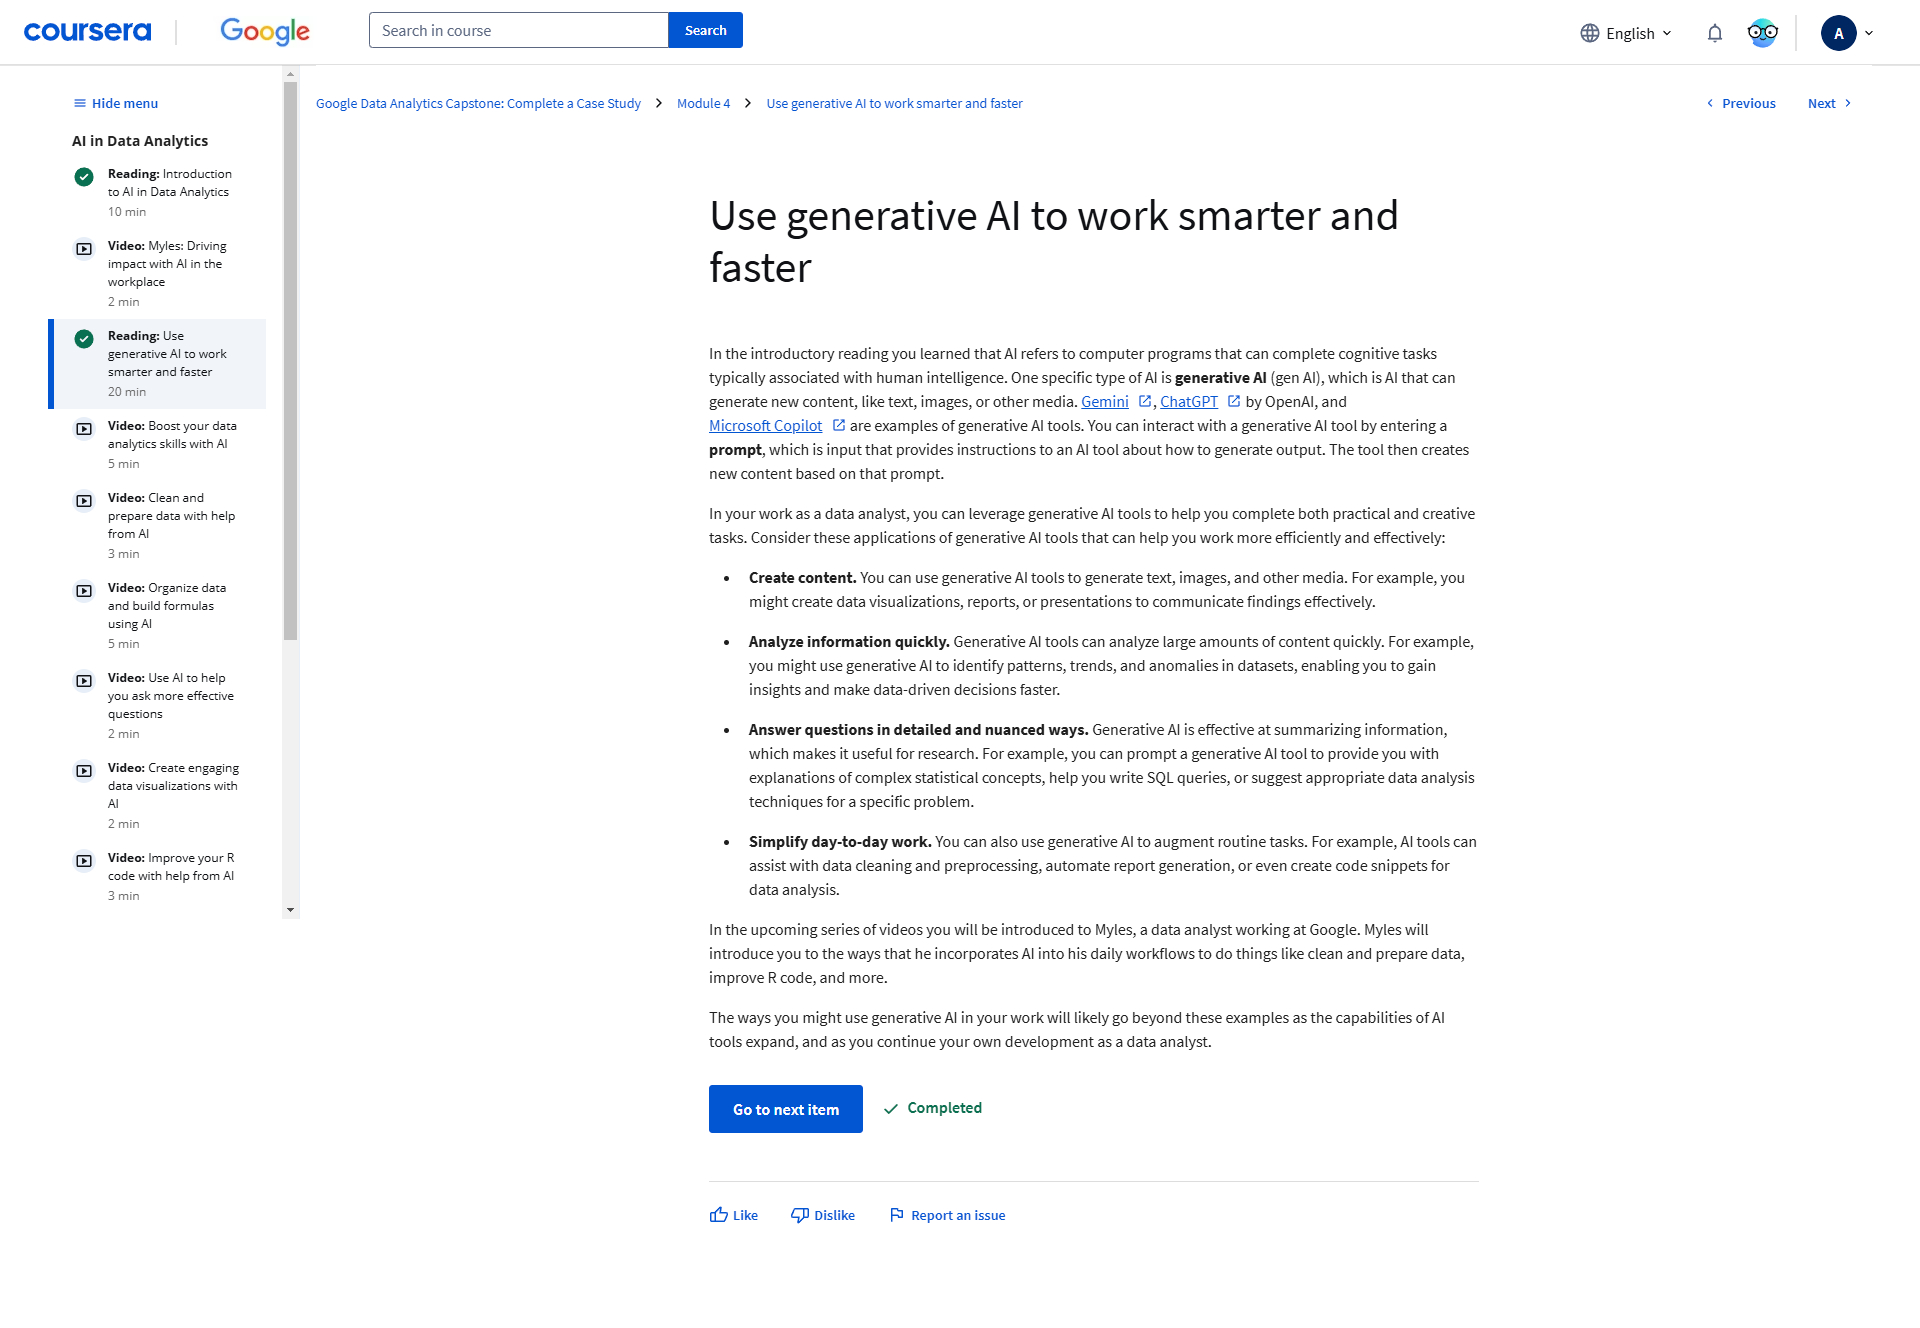 coursera
Google
Search in course
Search
English
A
Hide menu
AI in Data Analytics
Reading: Introduction
to AI in Data Analytics
10 min
Video: Myles: Driving
impact with AI in the
workplace
2 min
Reading: Use
generative AI to work
smarter and faster
20 min
Video: Boost your data
analytics skills with AI
5 min
Video: Clean and
prepare data with help
from AI
3 min
Video: Organize data
and build formulas
using AI
5 min
Video: Use AI to help
you ask more effective
questions
2 min
Video: Create engaging
data visualizations with
AI
2 min
Video: Improve your R
code with help from AI
3 min
Google Data Analytics Capstone: Complete a Case Study
Module 4
Use generative AI to work smarter and faster
Previous
Next
Use generative AI to work smarter and
faster
In the introductory reading you learned that AI refers to computer programs that can complete cognitive tasks
typically associated with human intelligence. One specific type of AI is generative AI (gen AI), which is AI that can
generate new content, like text, images, or other media. Gemini , ChatGPT by OpenAI, and
Microsoft Copilot are examples of generative AI tools. You can interact with a generative AI tool by entering a
prompt, which is input that provides instructions to an AI tool about how to generate output. The tool then creates
new content based on that prompt.
In your work as a data analyst, you can leverage generative AI tools to help you complete both practical and creative
tasks. Consider these applications of generative AI tools that can help you work more efficiently and effectively:
• Create content. You can use generative AI tools to generate text, images, and other media. For example, you
might create data visualizations, reports, or presentations to communicate findings effectively.
• Analyze information quickly. Generative AI tools can analyze large amounts of content quickly. For example,
you might use generative AI to identify patterns, trends, and anomalies in datasets, enabling you to gain
insights and make data-driven decisions faster.
• Answer questions in detailed and nuanced ways. Generative AI is effective at summarizing information,
which makes it useful for research. For example, you can prompt a generative AI tool to provide you with
explanations of complex statistical concepts, help you write SQL queries, or suggest appropriate data analysis
techniques for a specific problem.
• Simplify day-to-day work. You can also use generative AI to augment routine tasks. For example, AI tools can
assist with data cleaning and preprocessing, automate report generation, or even create code snippets for
data analysis.
In the upcoming series of videos you will be introduced to Myles, a data analyst working at Google. Myles will
introduce you to the ways that he incorporates AI into his daily workflows to do things like clean and prepare data,
improve R code, and more.
The ways you might use generative AI in your work will likely go beyond these examples as the capabilities of AI
tools expand, and as you continue your own development as a data analyst.
Go to next item
Completed
Like
Dislike
Report an issue